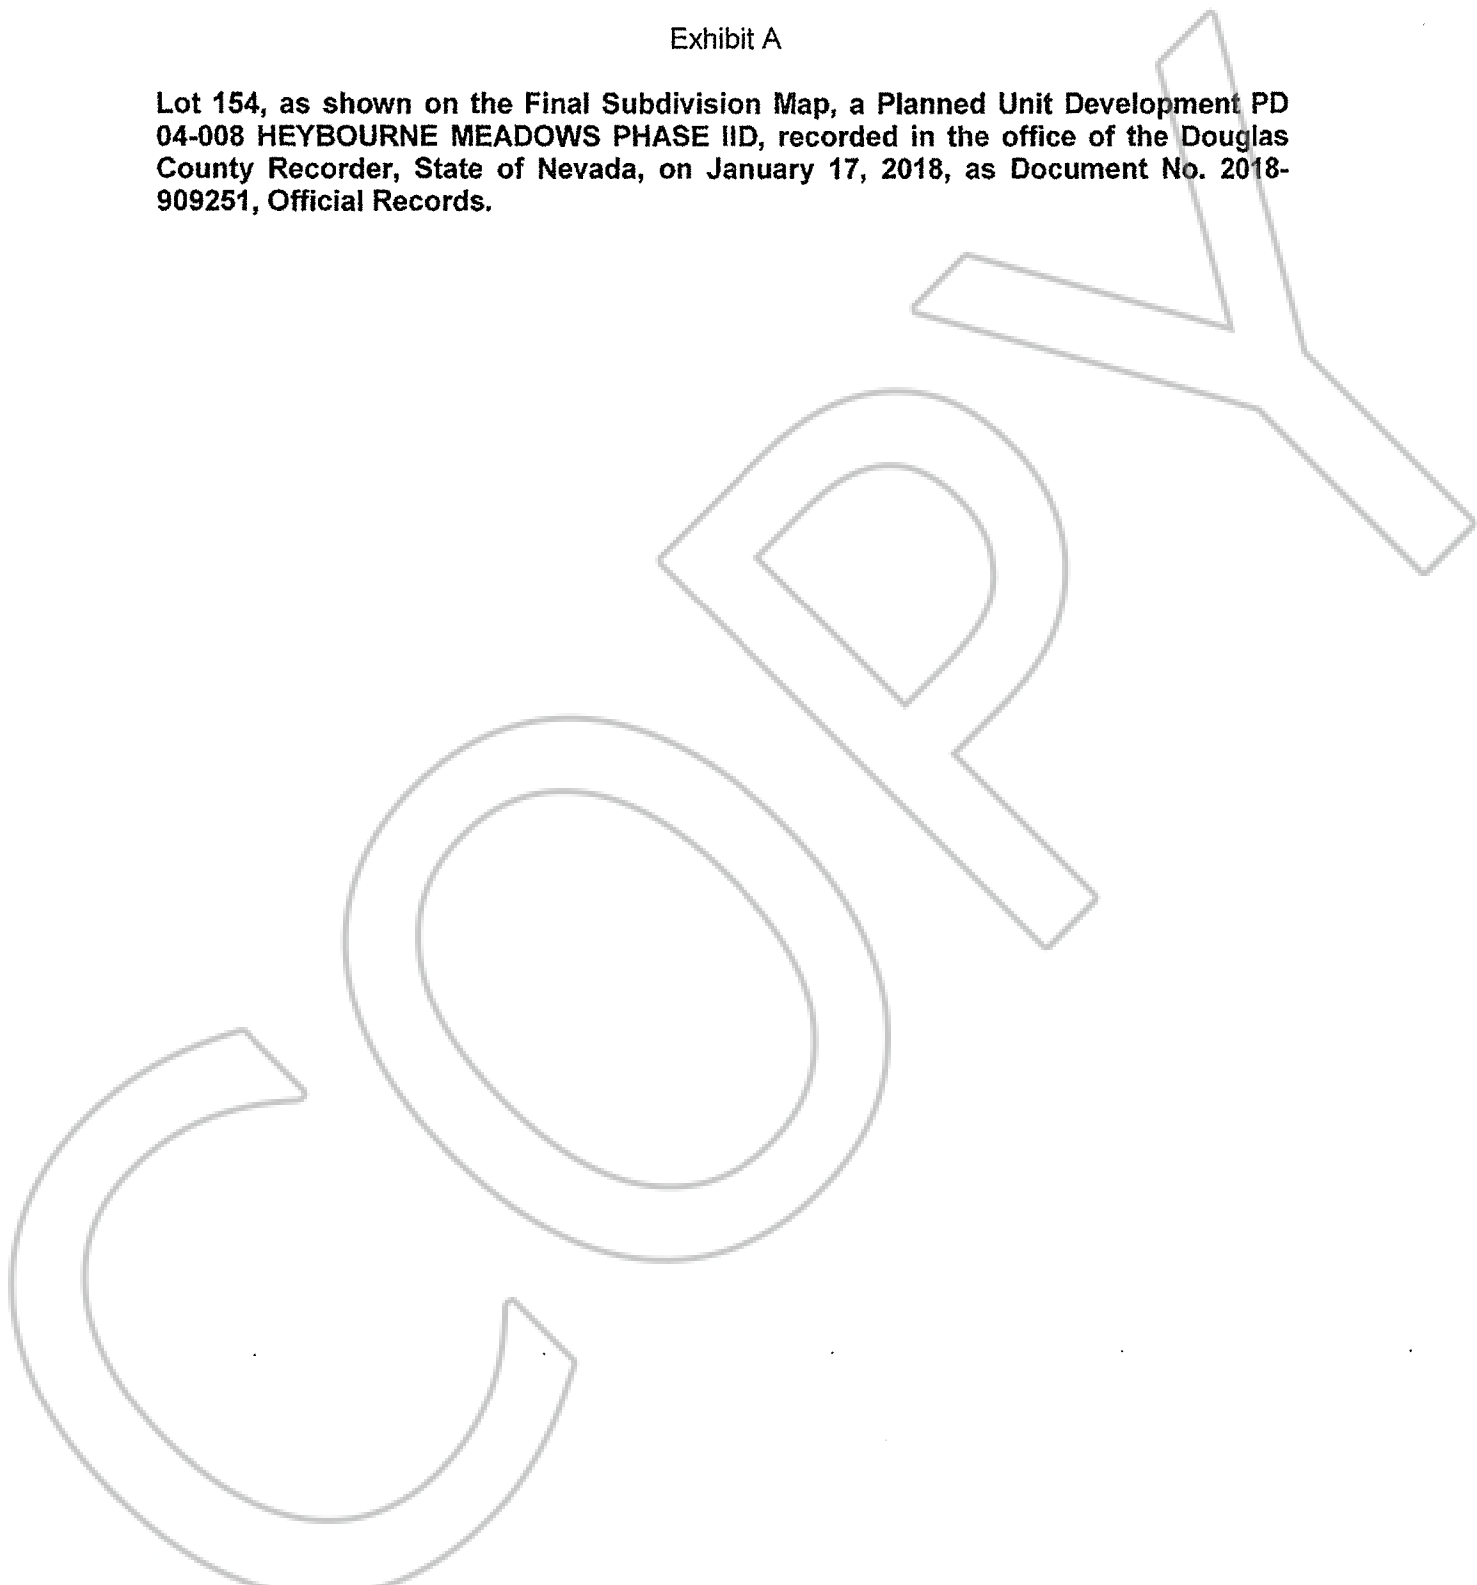 Exhibit A
Lot 154, as shown on the Final Subdivision Map, a Planned Unit Development PD
04-008 HEYBOURNE MEADOWS PHASE IID, recorded in the office of the Douglas
County Recorder, State of Nevada, on January 17, 2018, as Document No. 2018-
909251, Official Records.
COPY